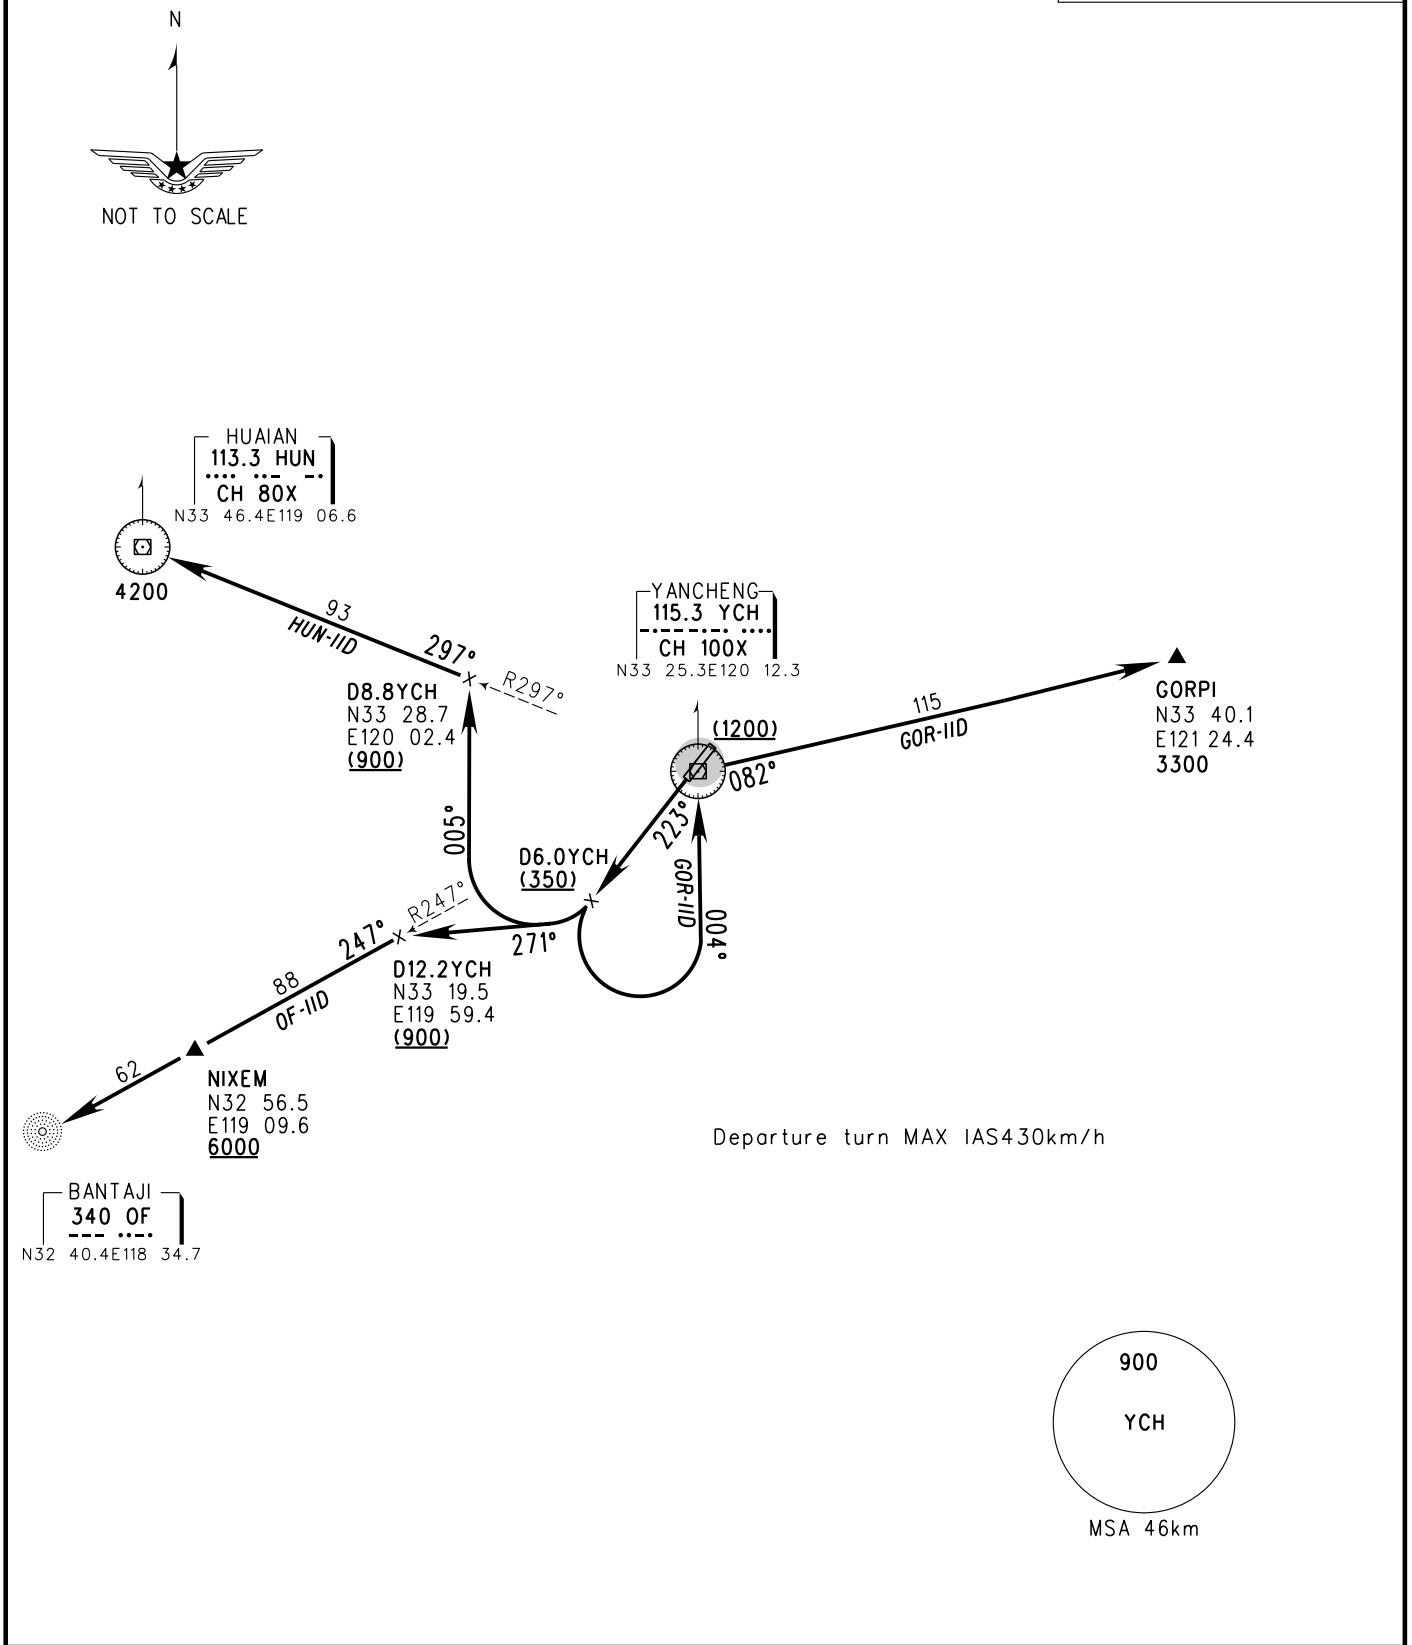 N
NOT TO SCALE
HUAIAN
113.3 HUN
CH 80X
N33 46.4E119 06.6
4200
93
HUN-IID
297°
R297°
D8.8YCH
N33 28.7
E120 02.4
(900)
005°
YANCHENG
115.3 YCH
CH 100X
N33 25.3E120 12.3
(1200)
082°
115
GOR-IID
GORPI
N33 40.1
E121 24.4
3300
223°
D6.0YCH
(350)
GOR-IID
004°
R247°
247°
271°
D12.2YCH
N33 19.5
E119 59.4
(900)
88
OF-IID
62
NIXEM
N32 56.5
E119 09.6
6000
BANTAJI
340 OF
N32 40.4E118 34.7
Departure turn MAX IAS430km/h
900
YCH
MSA 46km